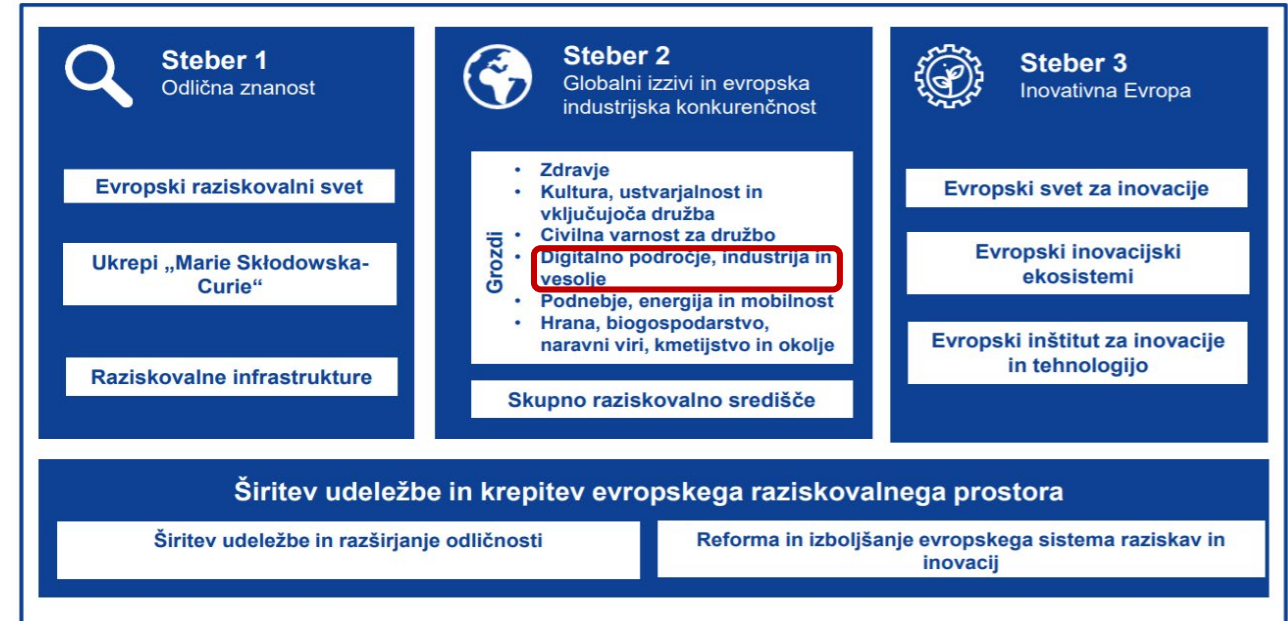 Steber 1
Odlična znanost
Evropski raziskovalni svet
Ukrepi „Marie Skłodowska-
Curie“
Raziskovalne infrastrukture
Steber 2
Globalni izzivi in evropska
industrijska konkurenčnost
Grozdi
• Zdravje
• Kultura, ustvarjalnost in
vključujoča družba
• Civilna varnost za družbo
• Digitalno področje, industrija in
vesolje
• Podnebje, energija in mobilnost
• Hrana, biogospodarstvo,
naravni viri, kmetijstvo in okolje
Skupno raziskovalno središče
Steber 3
Inovativna Evropa
Evropski svet za inovacije
Evropski inovacijski
ekosistemi
Evropski inštitut za inovacije
in tehnologijo
Širitev udeležbe in krepitev evropskega raziskovalnega prostora
Širitev udeležbe in razširjanje odličnosti
Reforma in izboljšanje evropskega sistema raziskav in
inovacij